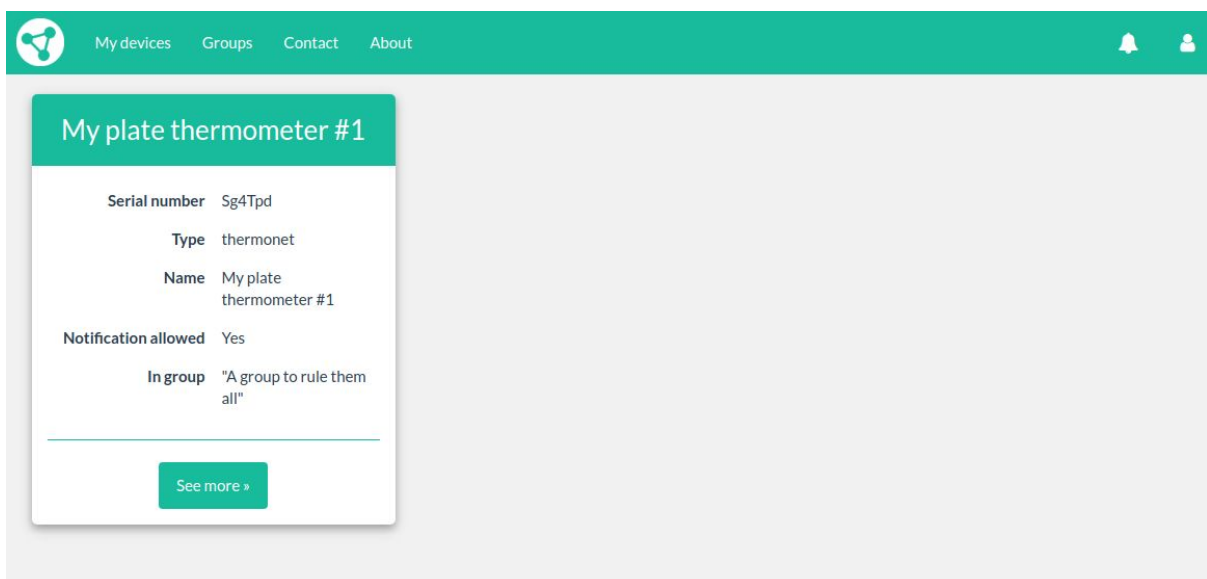 My devices Groups Contact About
My plate thermometer #1
Serial number Sg4Tpd
Type thermonet
Name My plate
thermometer #1
Notification allowed Yes
In group "A group to rule them
all"
See more »